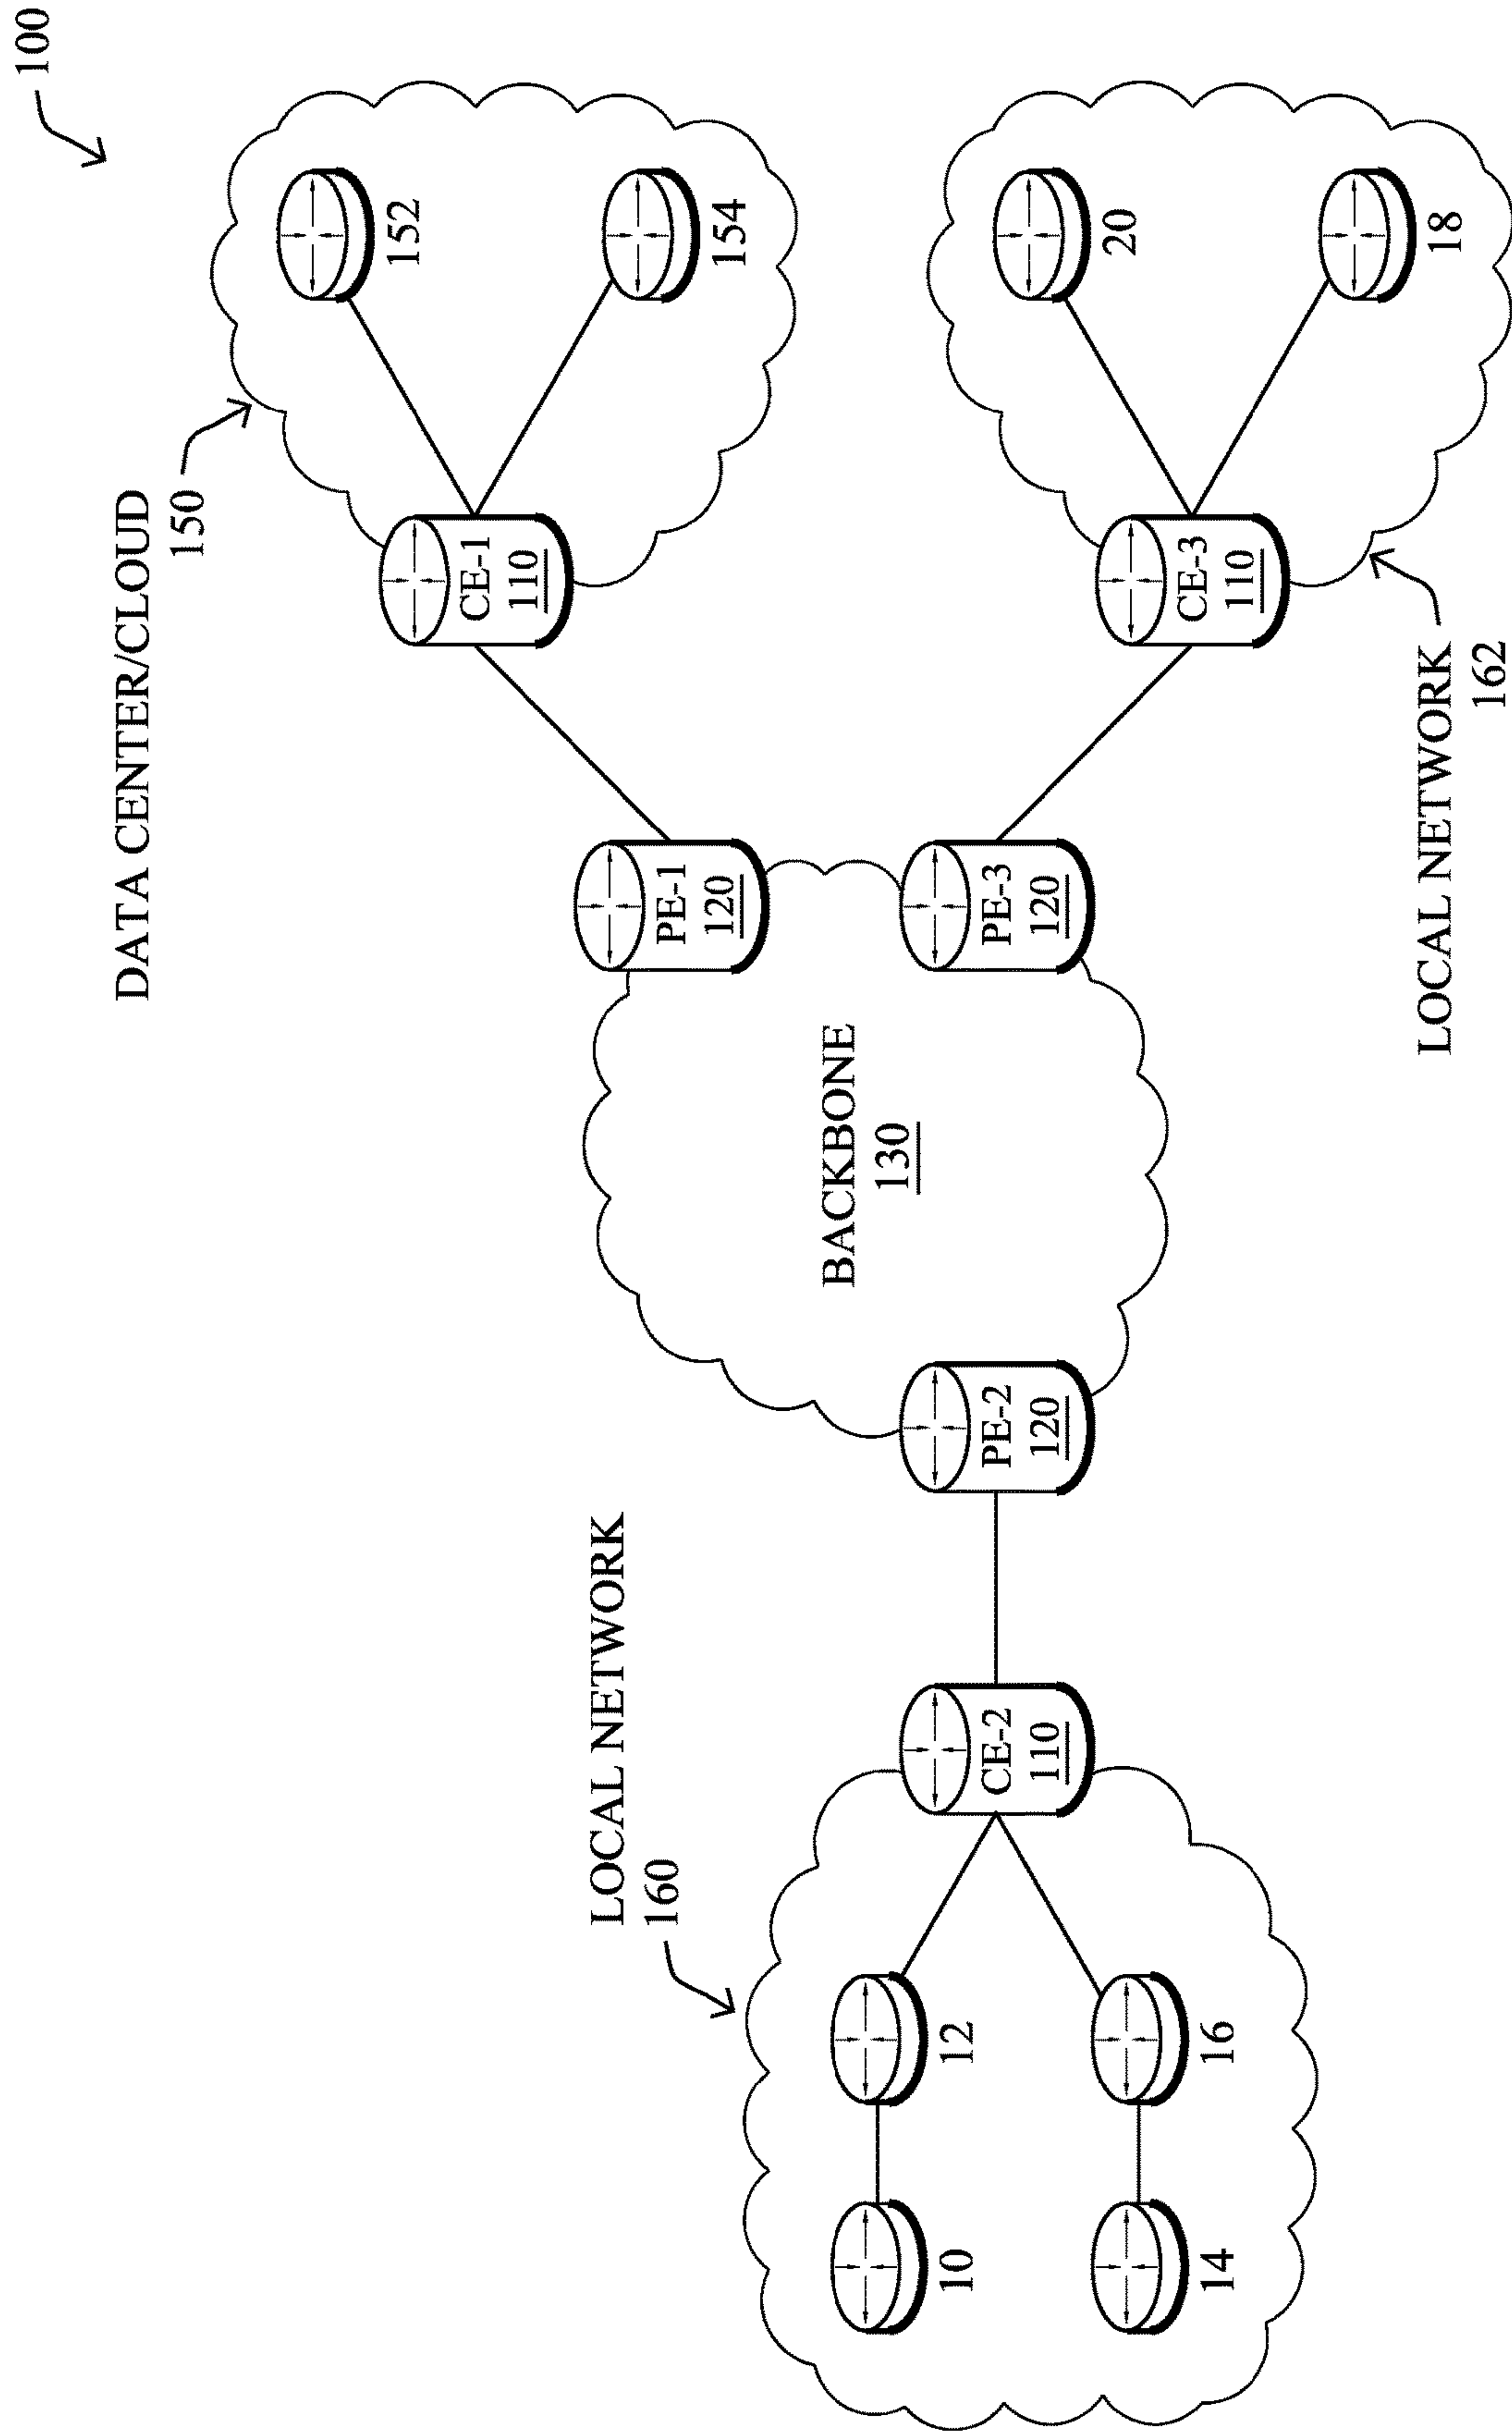 100
DATA CENTER/CLOUD
150
152
CE-1
110
154
LOCAL NETWORK
160
PE-1
120
BACKBONE
130
10
12
CE-2
110
PE-2
120
PE-3
120
20
CE-3
110
14
16
18
LOCAL NETWORK
162